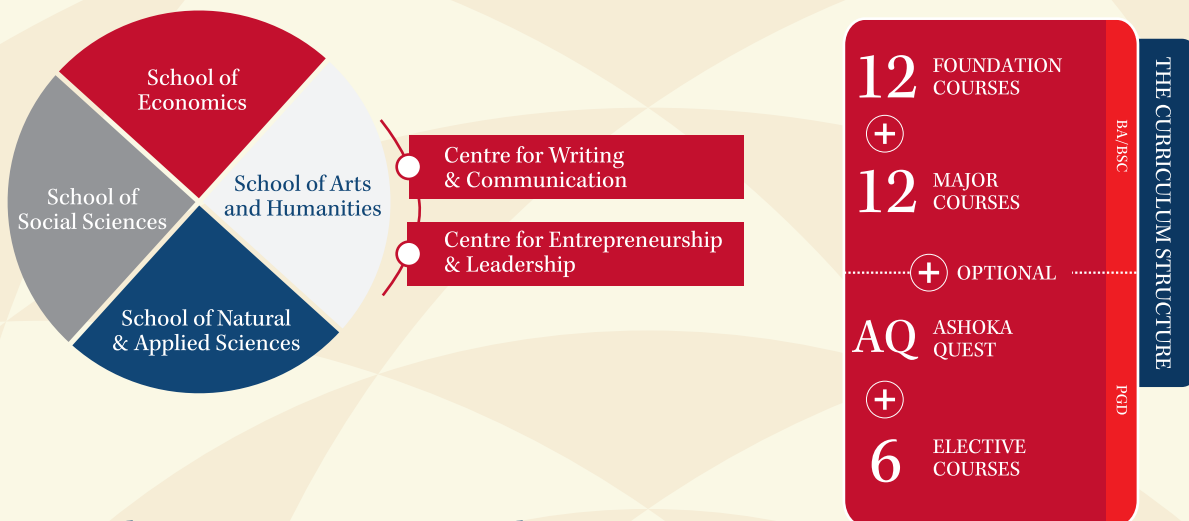 School of
Economics
School of
Social Sciences
School of Arts
and Humanities
School of Natural
& Applied Sciences
Centre for Writing
& Communication
Centre for Entrepreneurship
& Leadership
12 FOUNDATION
COURSES
+
12 MAJOR
COURSES
+ OPTIONAL
AQ ASHOKA
QUEST
+
6 ELECTIVE
COURSES
BA/BSC
PGD
THE CURRICULUM STRUCTURE